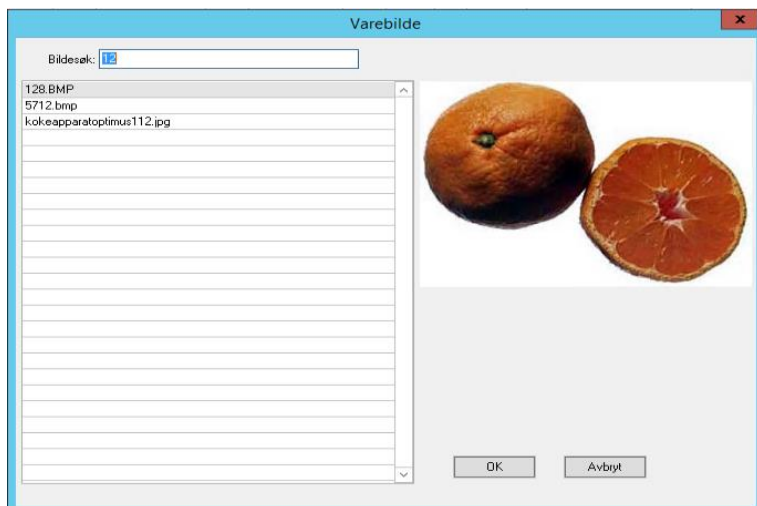 Varebilde
x
Bildesøk: 12
128.BMP
5712.bmp
kokeapparatoptimus112.jpg
OK
Avbryt